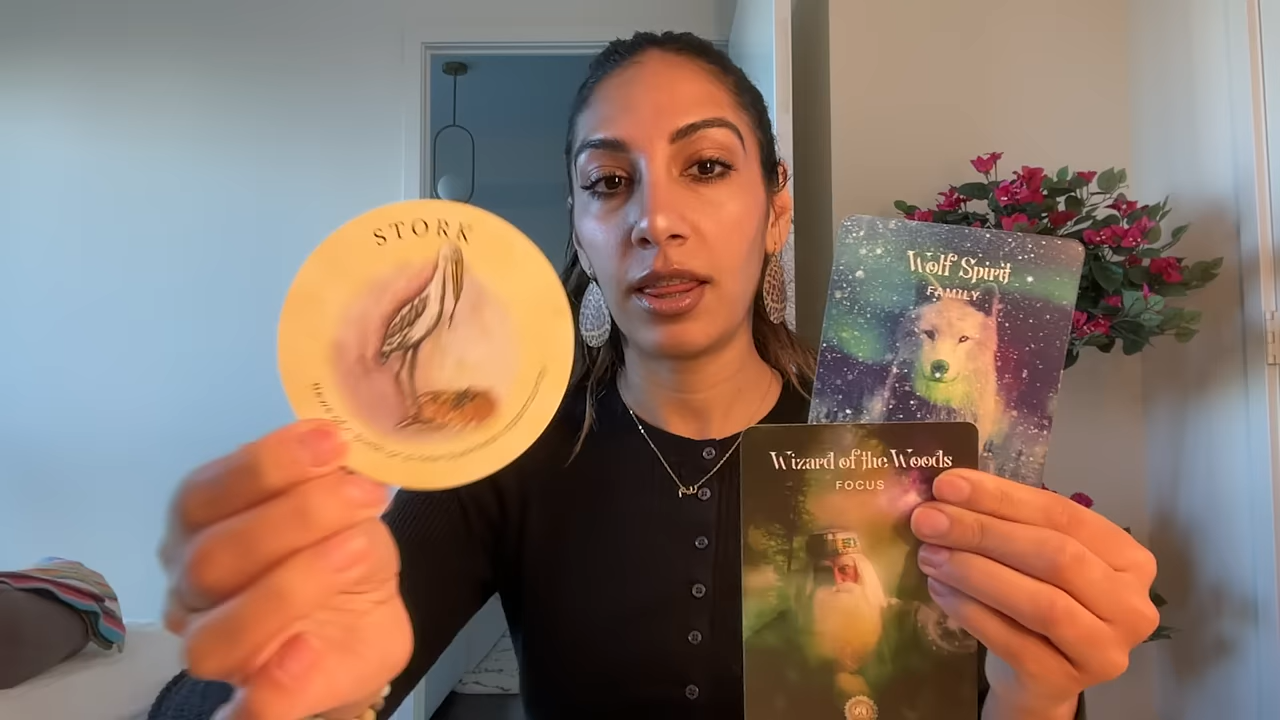 STORK
Wolf Spirit
FAMILY
Wizard of the Woods
FOCUS